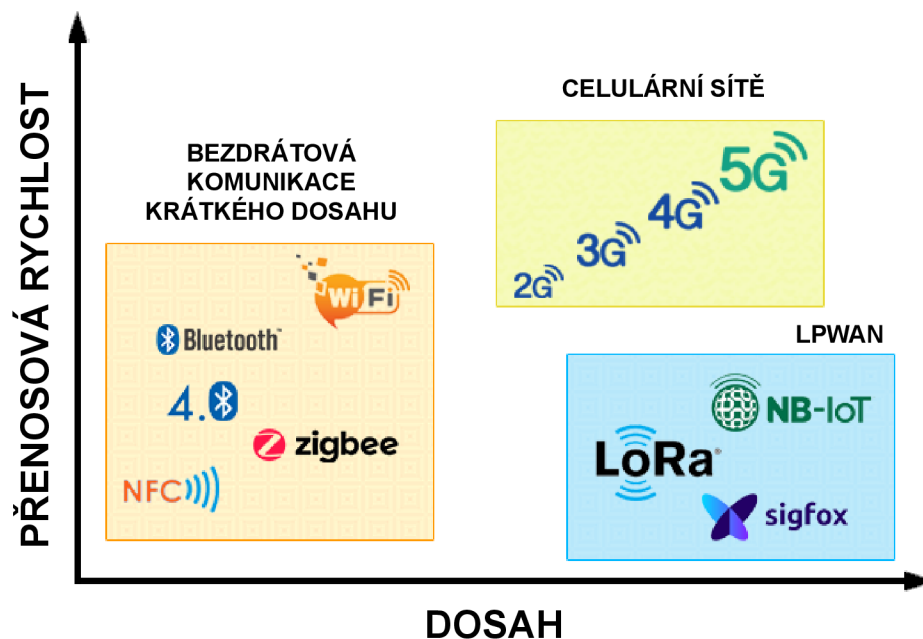 PŘENOSOVÁ RYCHLOST
BEZDRÁTOVÁ
KOMUNIKACE
KRÁTKÉHO DOSAHU
WiFi
Bluetooth™
4.0
zigbee
NFC
CELULÁRNÍ SÍTĚ
5G
4G
3G
2G
LPWAN
NB-IoT
LoRa®
sigfox
DOSAH